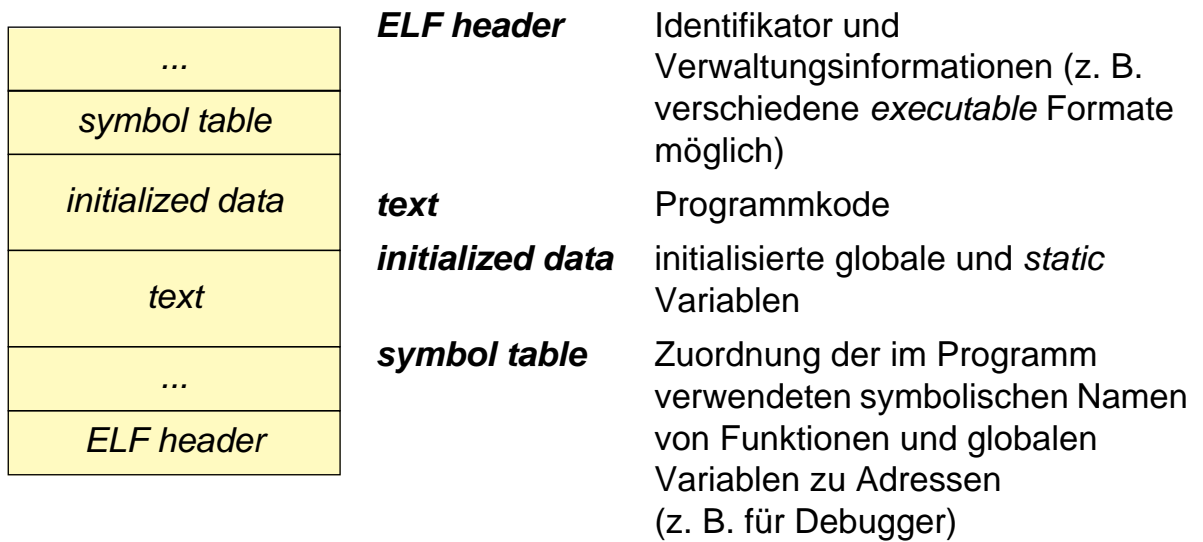 ...
symbol table
initialized data
text
...
ELF header
ELF header Identifikator und
Verwaltungsinformationen (z. B.
verschiedene executable Formate
möglich)
text Programmkode
initialized data initialisierte globale und static
Variablen
symbol table Zuordnung der im Programm
verwendeten symbolischen Namen
von Funktionen und globalen
Variablen zu Adressen
(z. B. für Debugger)